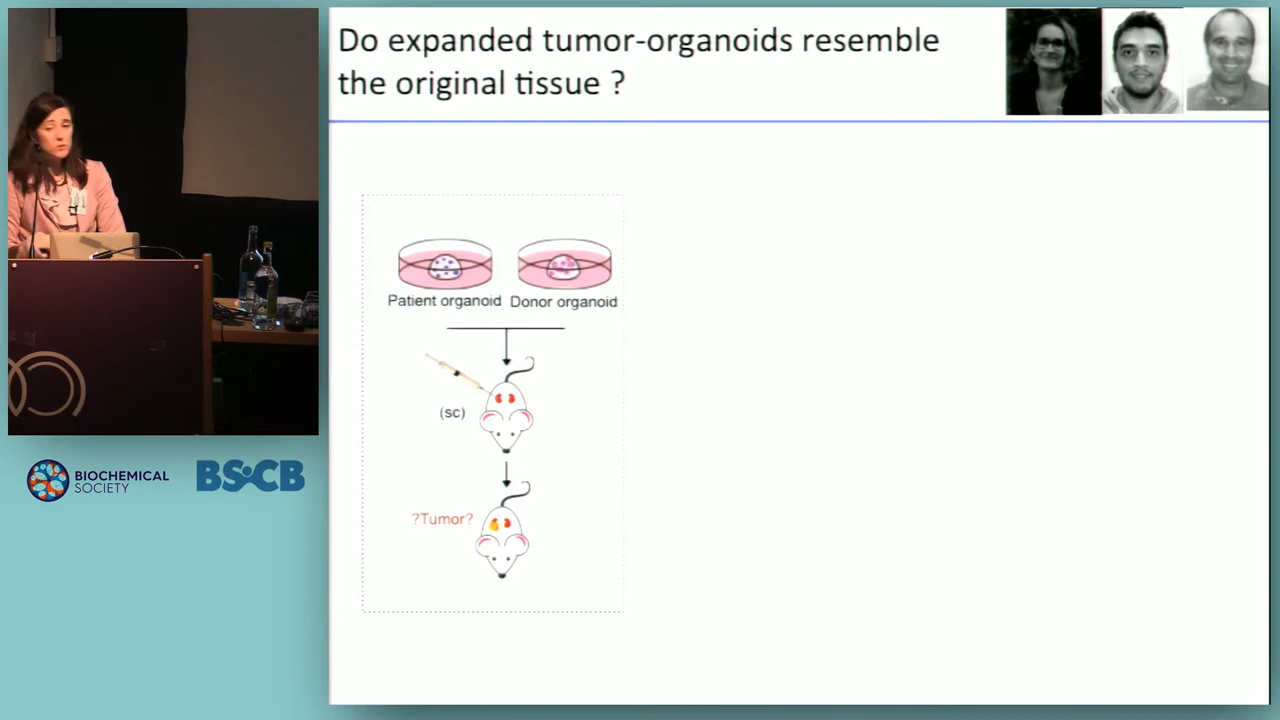 Do expanded tumor-organoids resemble
the original tissue ?
Patient organoid Donor organoid
(sc)
?Tumor?
BIOCHEMICAL
SOCIETY
BSCB